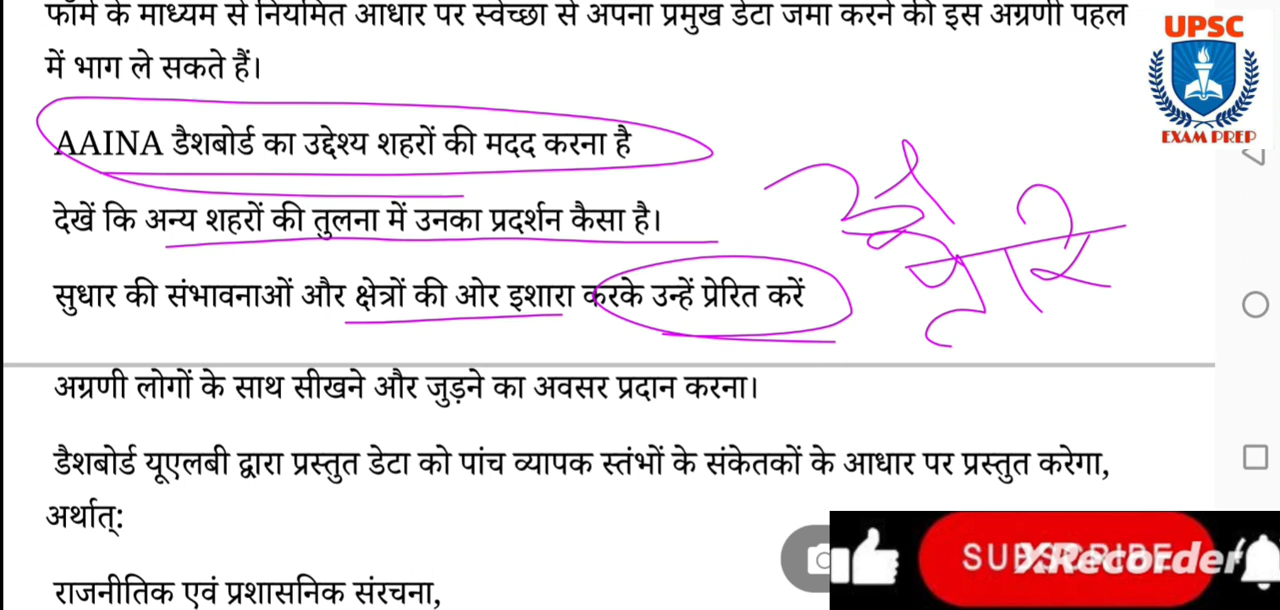 फॉर्म के माध्यम से नियमित आधार पर स्वेच्छा से अपना प्रमुख डेटा जमा करने की इस अग्रणी पहल
में भाग ले सकते हैं।
UPSC
EXAM PREP
AAINA डैशबोर्ड का उद्देश्य शहरों की मदद करना है
देखें कि अन्य शहरों की तुलना में उनका प्रदर्शन कैसा है।
सुधार की संभावनाओं और क्षेत्रों की ओर इशारा करके उन्हें प्रेरित करें
अग्रणी लोगों के साथ सीखने और जुड़ने का अवसर प्रदान करना।
डैशबोर्ड यूएलबी द्वारा प्रस्तुत डेटा को पांच व्यापक स्तंभों के संकेतकों के आधार पर प्रस्तुत करेगा,
अर्थात्:
SUBSCRIBE
XRecorder
राजनीतिक एवं प्रशासनिक संरचना,